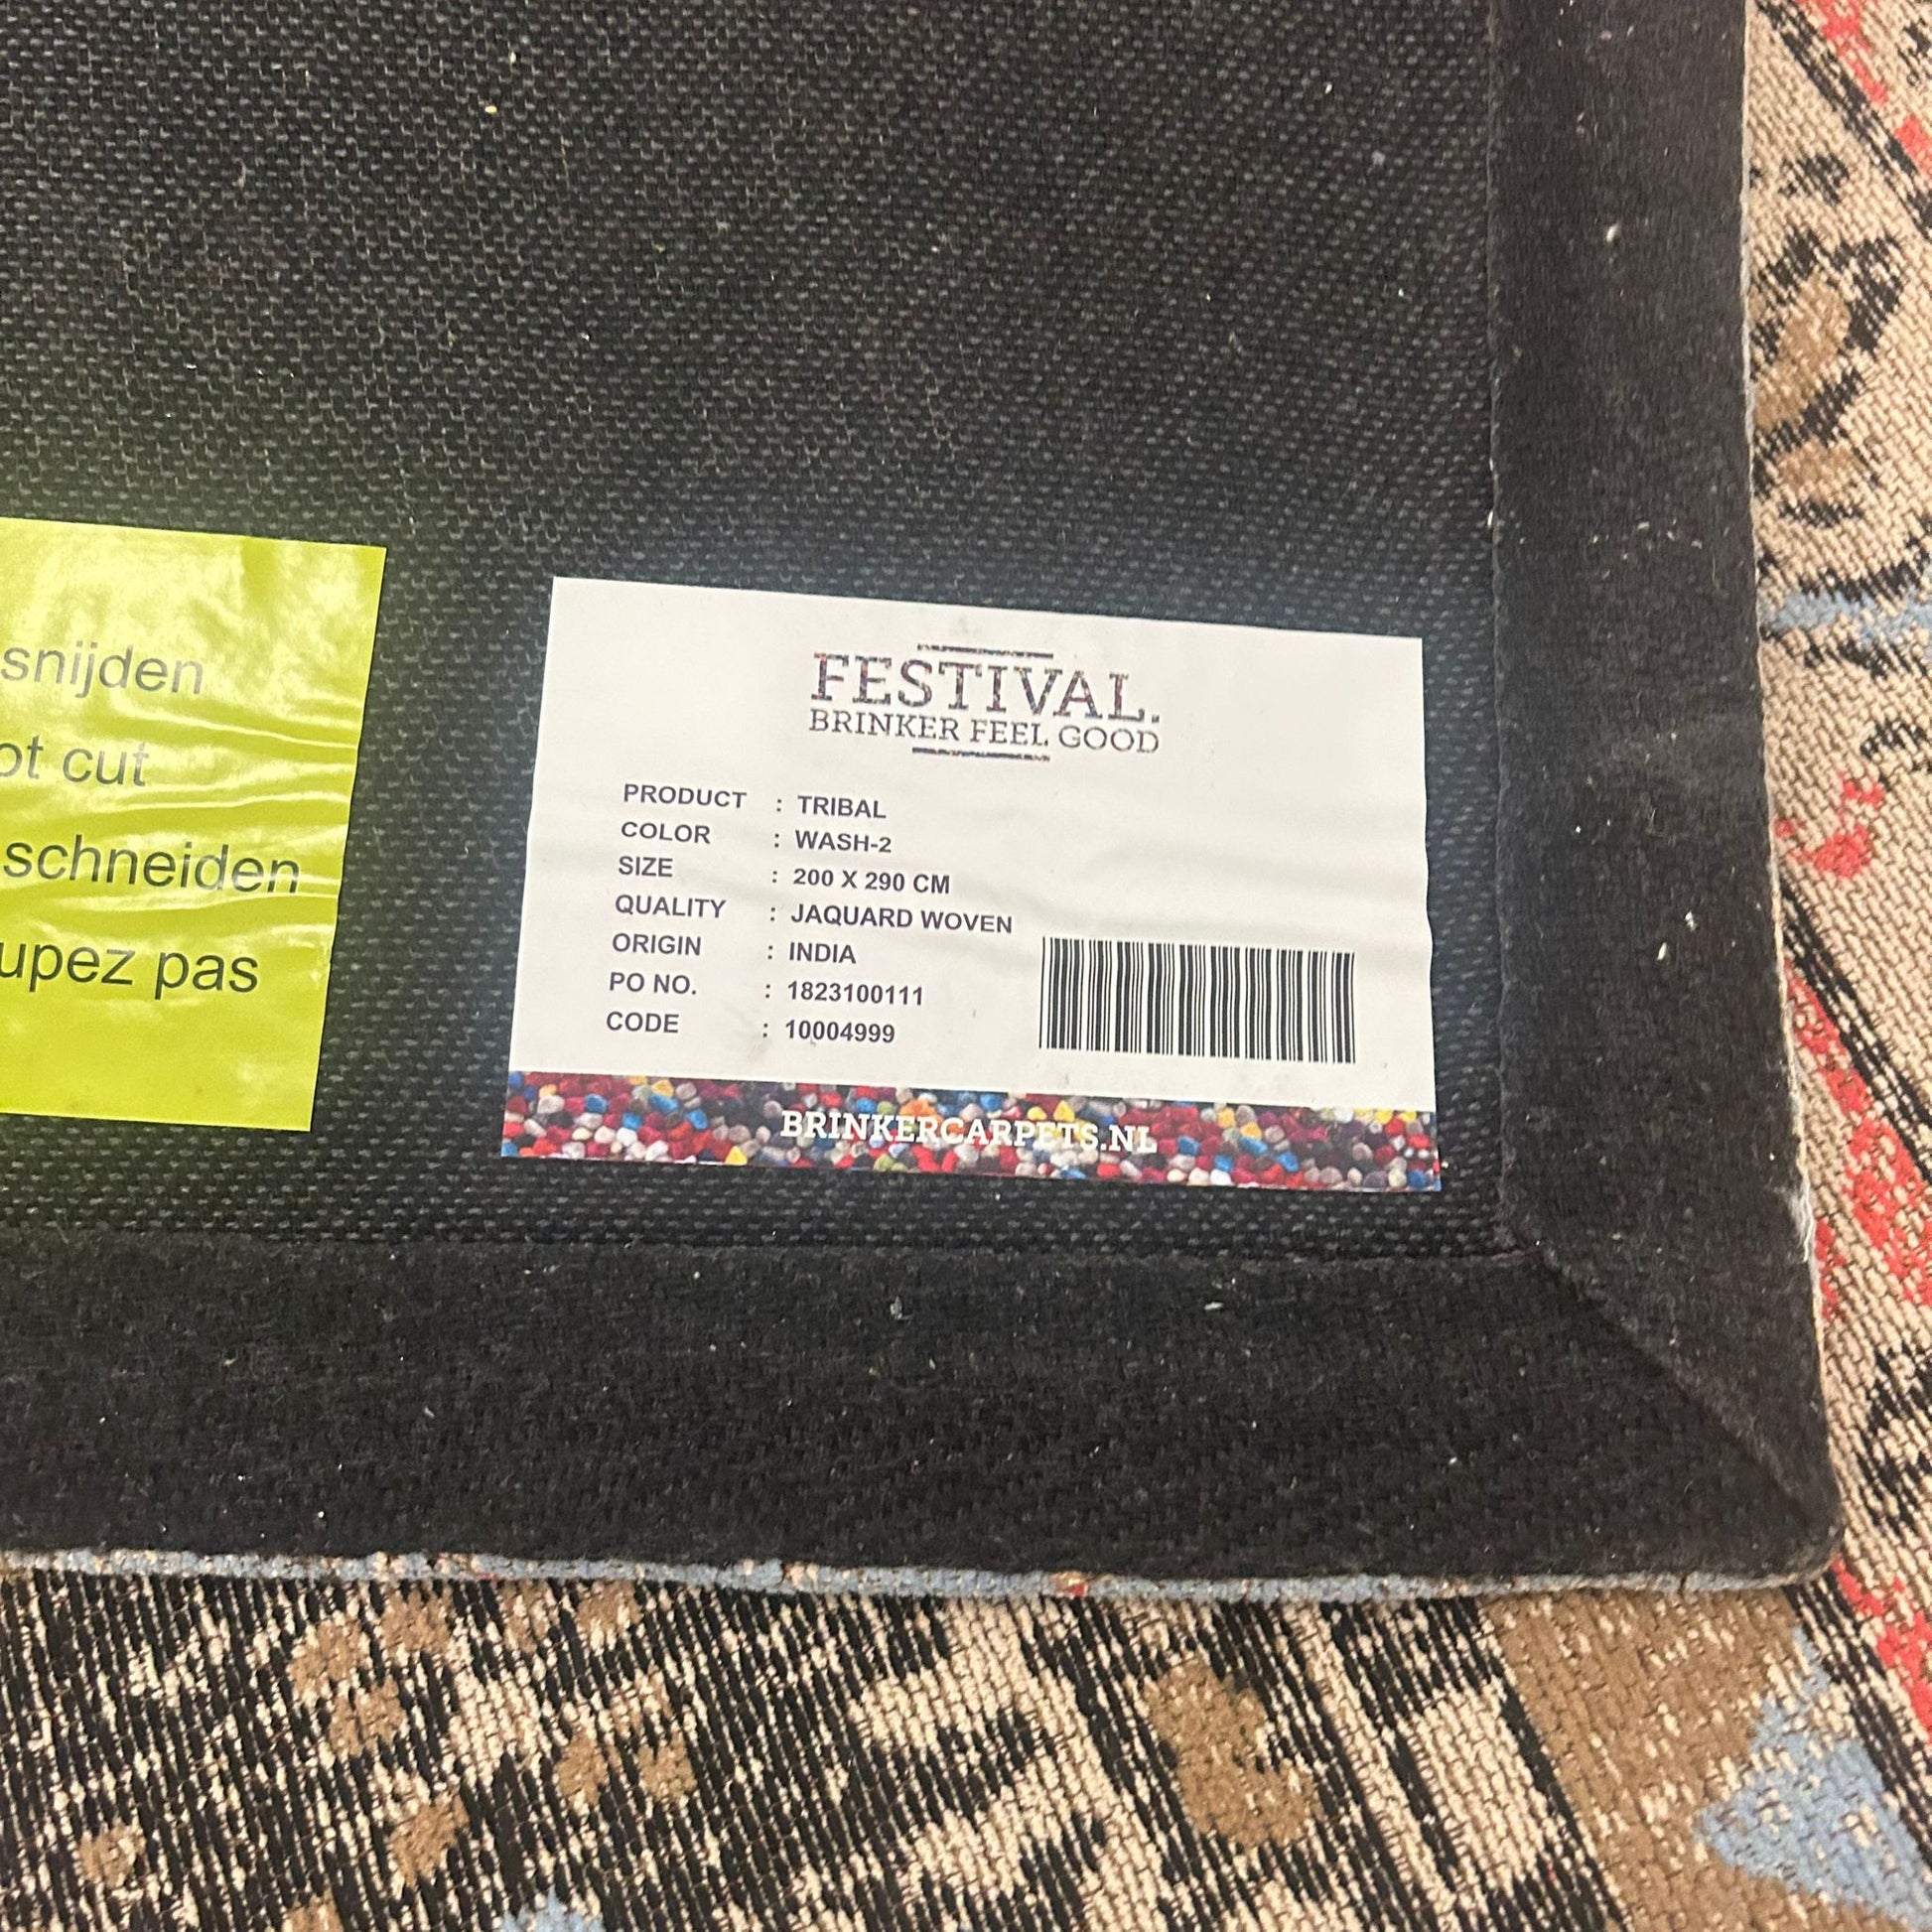 snijden
ot cut
schneiden
upez pas
FESTIVAL.
BRINKER FEEL GOOD
PRODUCT : TRIBAL
COLOR : WASH-2
SIZE : 200 X 290 CM
QUALITY : JAQUARD WOVEN
ORIGIN : INDIA
PO NO. : 1823100111
CODE : 10004999
BRINKERCARPETS.NL